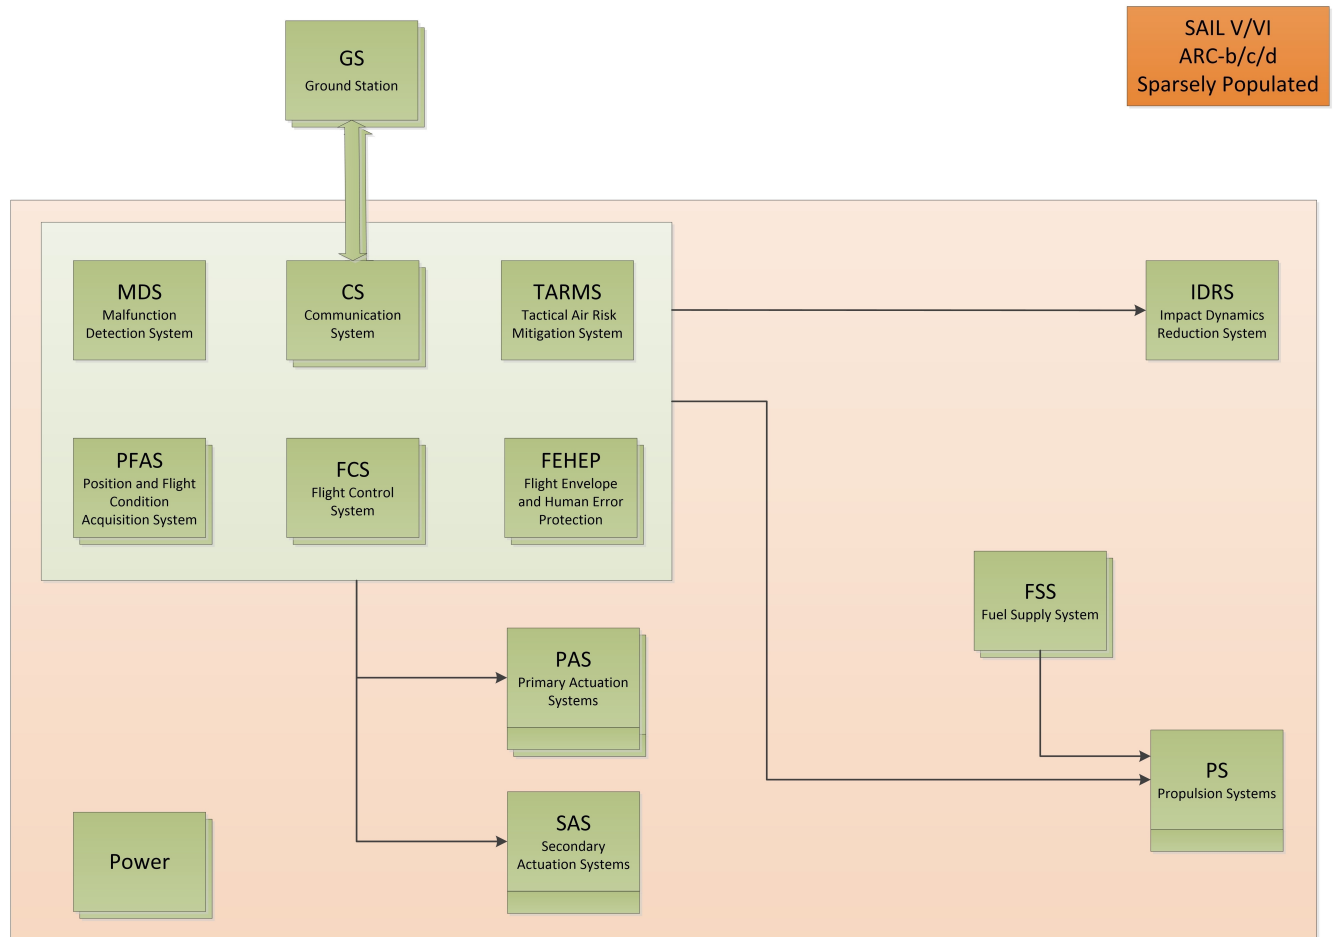 GS
Ground Station
SAIL V/VI
ARC-b/c/d
Sparsely Populated
MDS
Malfunction
Detection System
CS
Communication
System
TARMS
Tactical Air Risk
Mitigation System
IDRS
Impact Dynamics
Reduction System
PFAS
Position and Flight
Condition
Acquisition System
FCS
Flight Control
System
FEHEP
Flight Envelope
and Human Error
Protection
FSS
Fuel Supply System
PAS
Primary Actuation
Systems
PS
Propulsion Systems
SAS
Secondary
Actuation Systems
Power